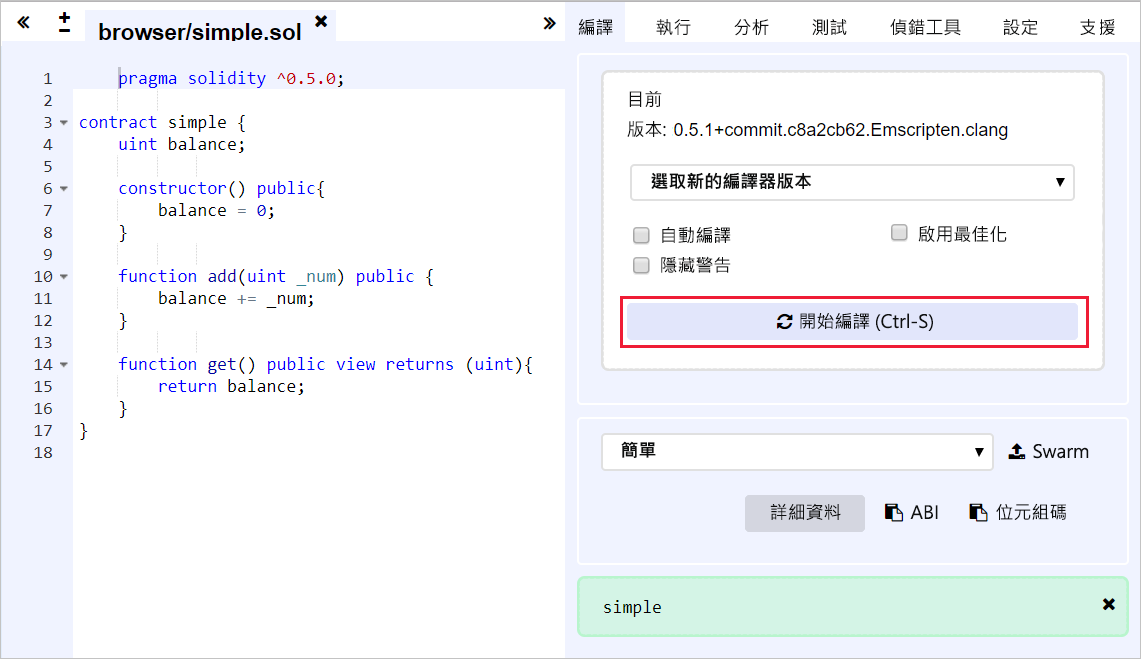 browser/simple.sol
1 pragma solidity ^0.5.0;
2
3 contract simple {
4 uint balance;
5
6 constructor() public{
7 balance = 0;
8 }
9
10 function add(uint _num) public {
11 balance += _num;
12 }
13
14 function get() public view returns (uint){
15 return balance;
16 }
17 }
18
編譯 執行 分析 測試 偵錯工具 設定 支援
目前
版本: 0.5.1+commit.c8a2cb62.Emscripten.clang
選取新的編譯器版本
自動編譯 啟用最佳化
隱藏警告
開始編譯 (Ctrl-S)
簡單 Swarm
詳細資料 ABI 位元組碼
simple